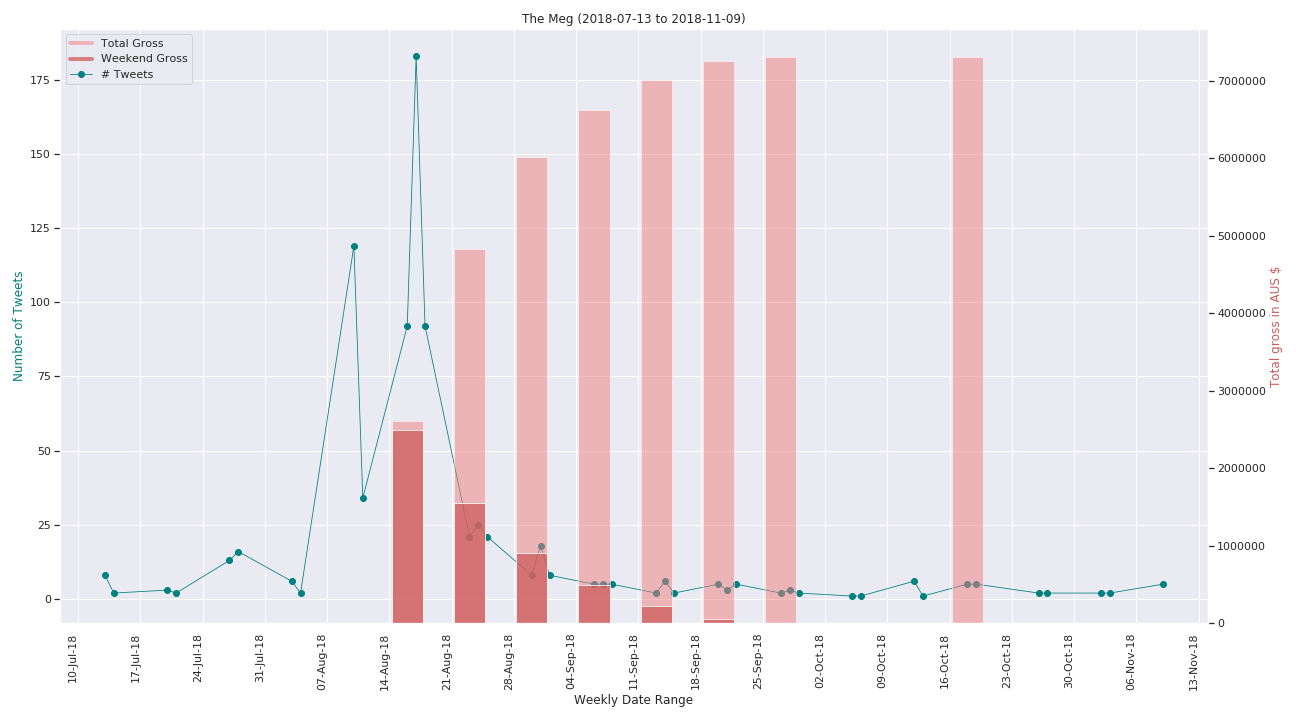 The Meg (2018-07-13 to 2018-11-09)
Total Gross
Weekend Gross
# Tweets
175
150
125
100
75
50
25
0
Number of Tweets
7000000
6000000
5000000
4000000
3000000
2000000
1000000
0
Total gross in AUS $
10-Jul-18
17-Jul-18
24-Jul-18
31-Jul-18
07-Aug-18
14-Aug-18
21-Aug-18
28-Aug-18
04-Sep-18
11-Sep-18
18-Sep-18
25-Sep-18
02-Oct-18
09-Oct-18
16-Oct-18
23-Oct-18
30-Oct-18
06-Nov-18
13-Nov-18
Weekly Date Range